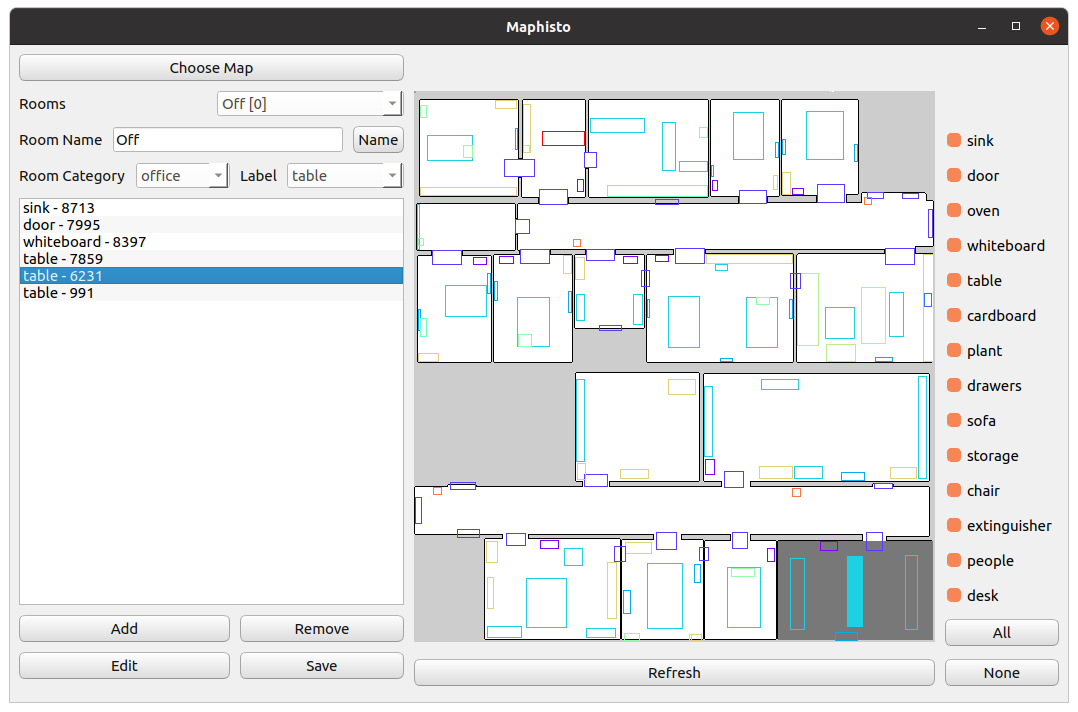 Maphisto
Choose Map
Rooms
Off [0]
Room Name
Off
Name
Room Category
office
Label
table
sink - 8713
door - 7995
whiteboard - 8397
table - 7859
table - 6231
table - 991
Add
Remove
Edit
Save
Refresh
sink
door
oven
whiteboard
table
cardboard
plant
drawers
sofa
storage
chair
extinguisher
people
desk
All
None